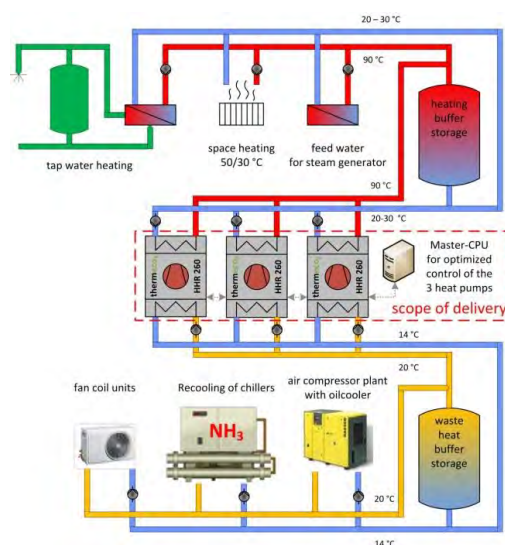 20 – 30 °C
90 °C
heating
buffer
storage
tap water heating
space heating
50/30 °C
feed water
for steam generator
90 °C
20-30 °C
thermeco₂
HHR 260
thermeco₂
HHR 260
thermeco₂
HHR 260
Master-CPU
for optimized
control of the
3 heat pumps
scope of delivery
14 °C
20 °C
fan coil units
Recooling of chillers
air compressor plant
with oilcooler
NH₃
waste
heat
buffer
storage
20 °C
14 °C